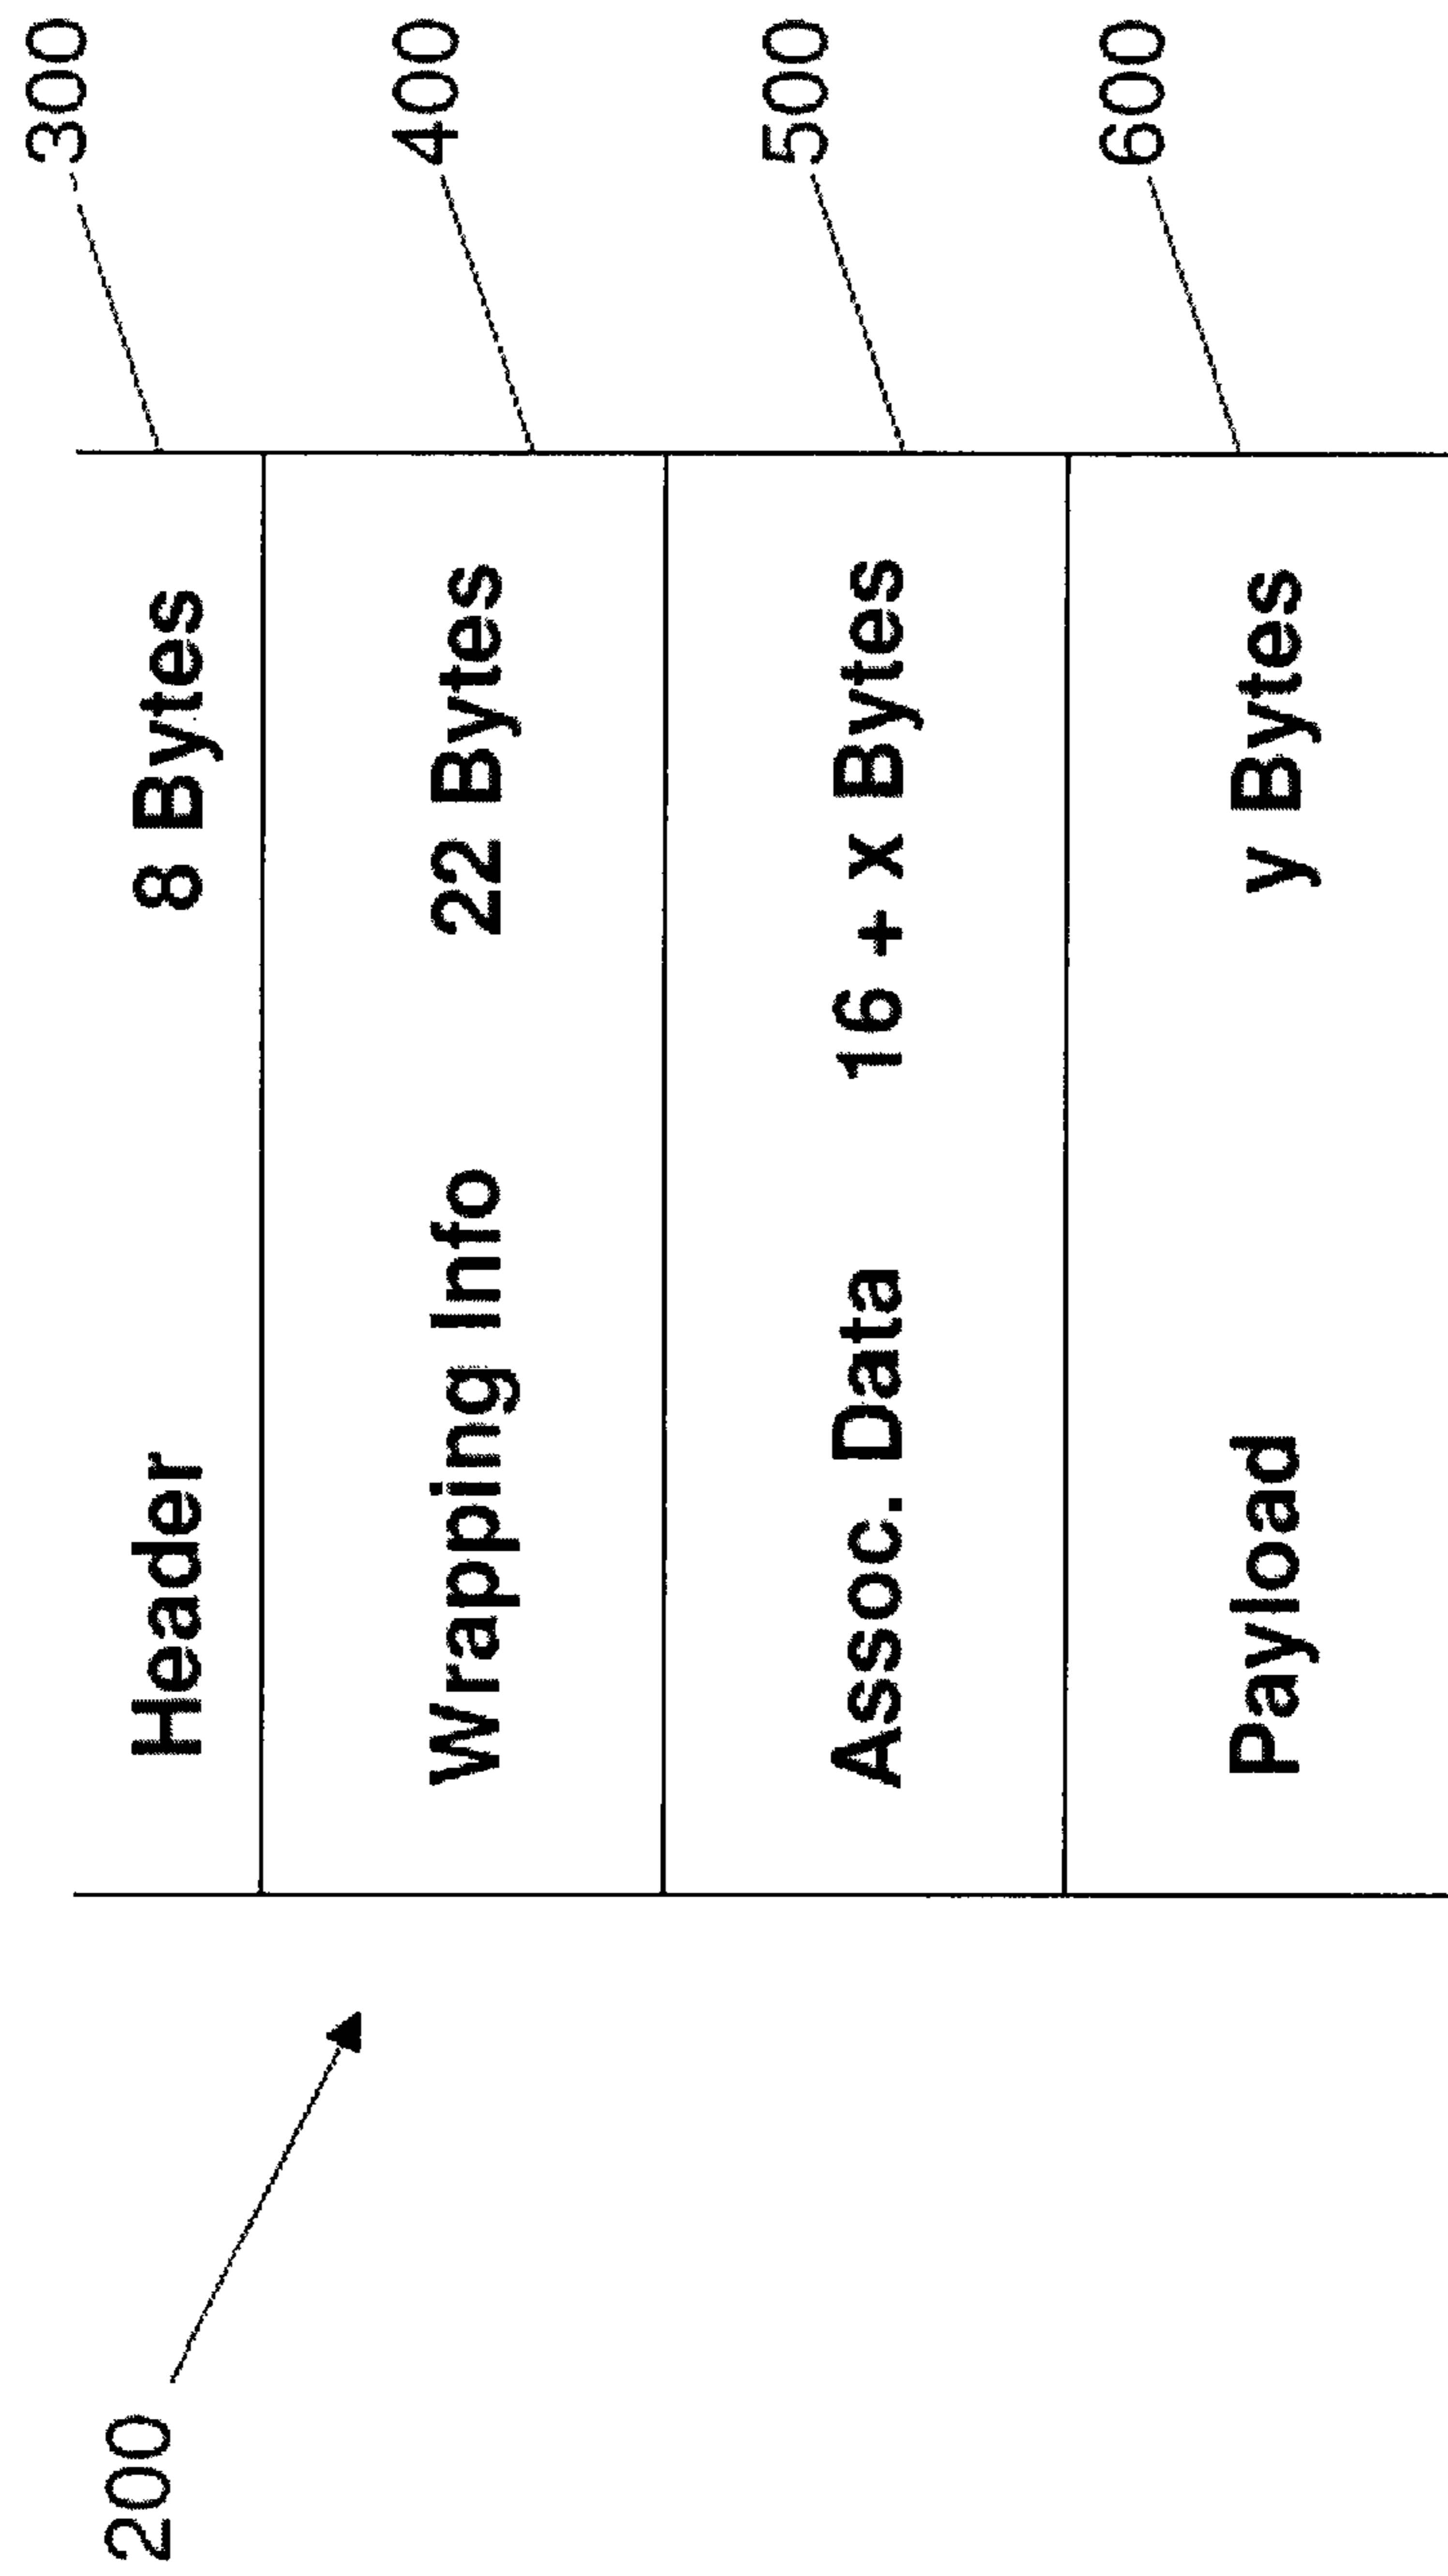 200
Header 8 Bytes 300
Wrapping Info 22 Bytes 400
Assoc. Data 16 + x Bytes 500
Payload y Bytes 600